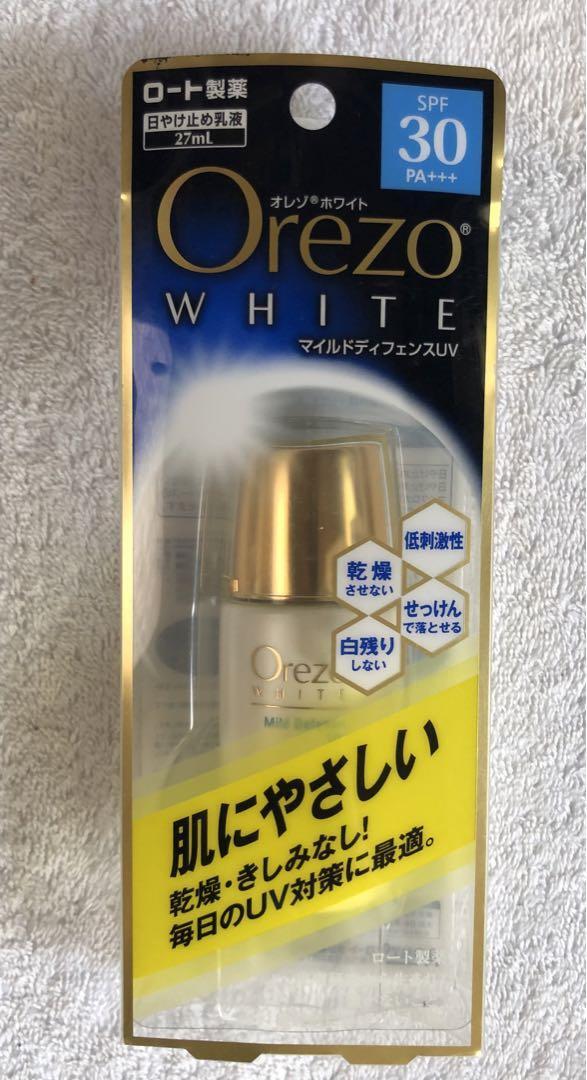 ロート製薬
日やけ止め乳液
27mL
SPF
30
PA+++
オレゾ®ホワイト
Orezo®
WHITE
マイルドディフェンスUV
低刺激性
乾燥
させない
せっけん
で落とせる
白残り
しない
Orezo
WHITE
Mild
肌にやさしい
乾燥・きしみなし!
毎日のUV対策に最適。
ロート製薬